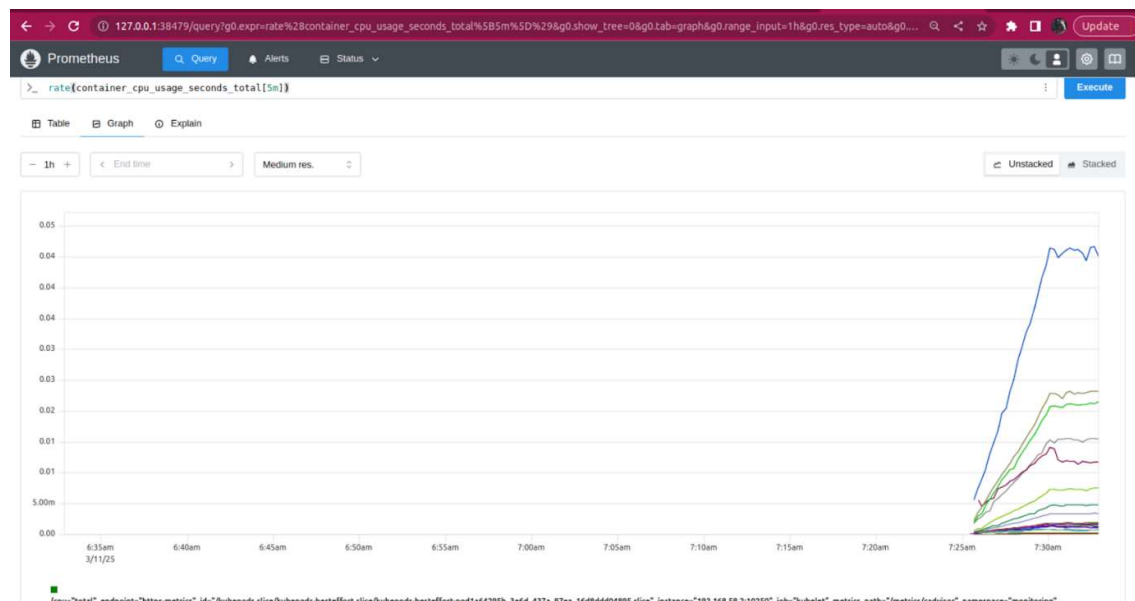 127.0.0.1:38479/query?g0.expr=rate%28container_cpu_usage_seconds_total%5B5m%5D%29&g0.show_tree=0&g0.tab=graph&g0.range_input=1h&g0.res_type=auto&g0....
Update
Prometheus Query Alerts Status
>_ rate(container_cpu_usage_seconds_total[5m]) Execute
Table Graph Explain
− 1h + < End time > Medium res. Unstacked Stacked
0.05
0.04
0.04
0.04
0.03
0.03
0.02
0.01
0.01
5.00m
0.00
6:35am 6:40am 6:45am 6:50am 6:55am 7:00am 7:05am 7:10am 7:15am 7:20am 7:25am 7:30am
3/11/25